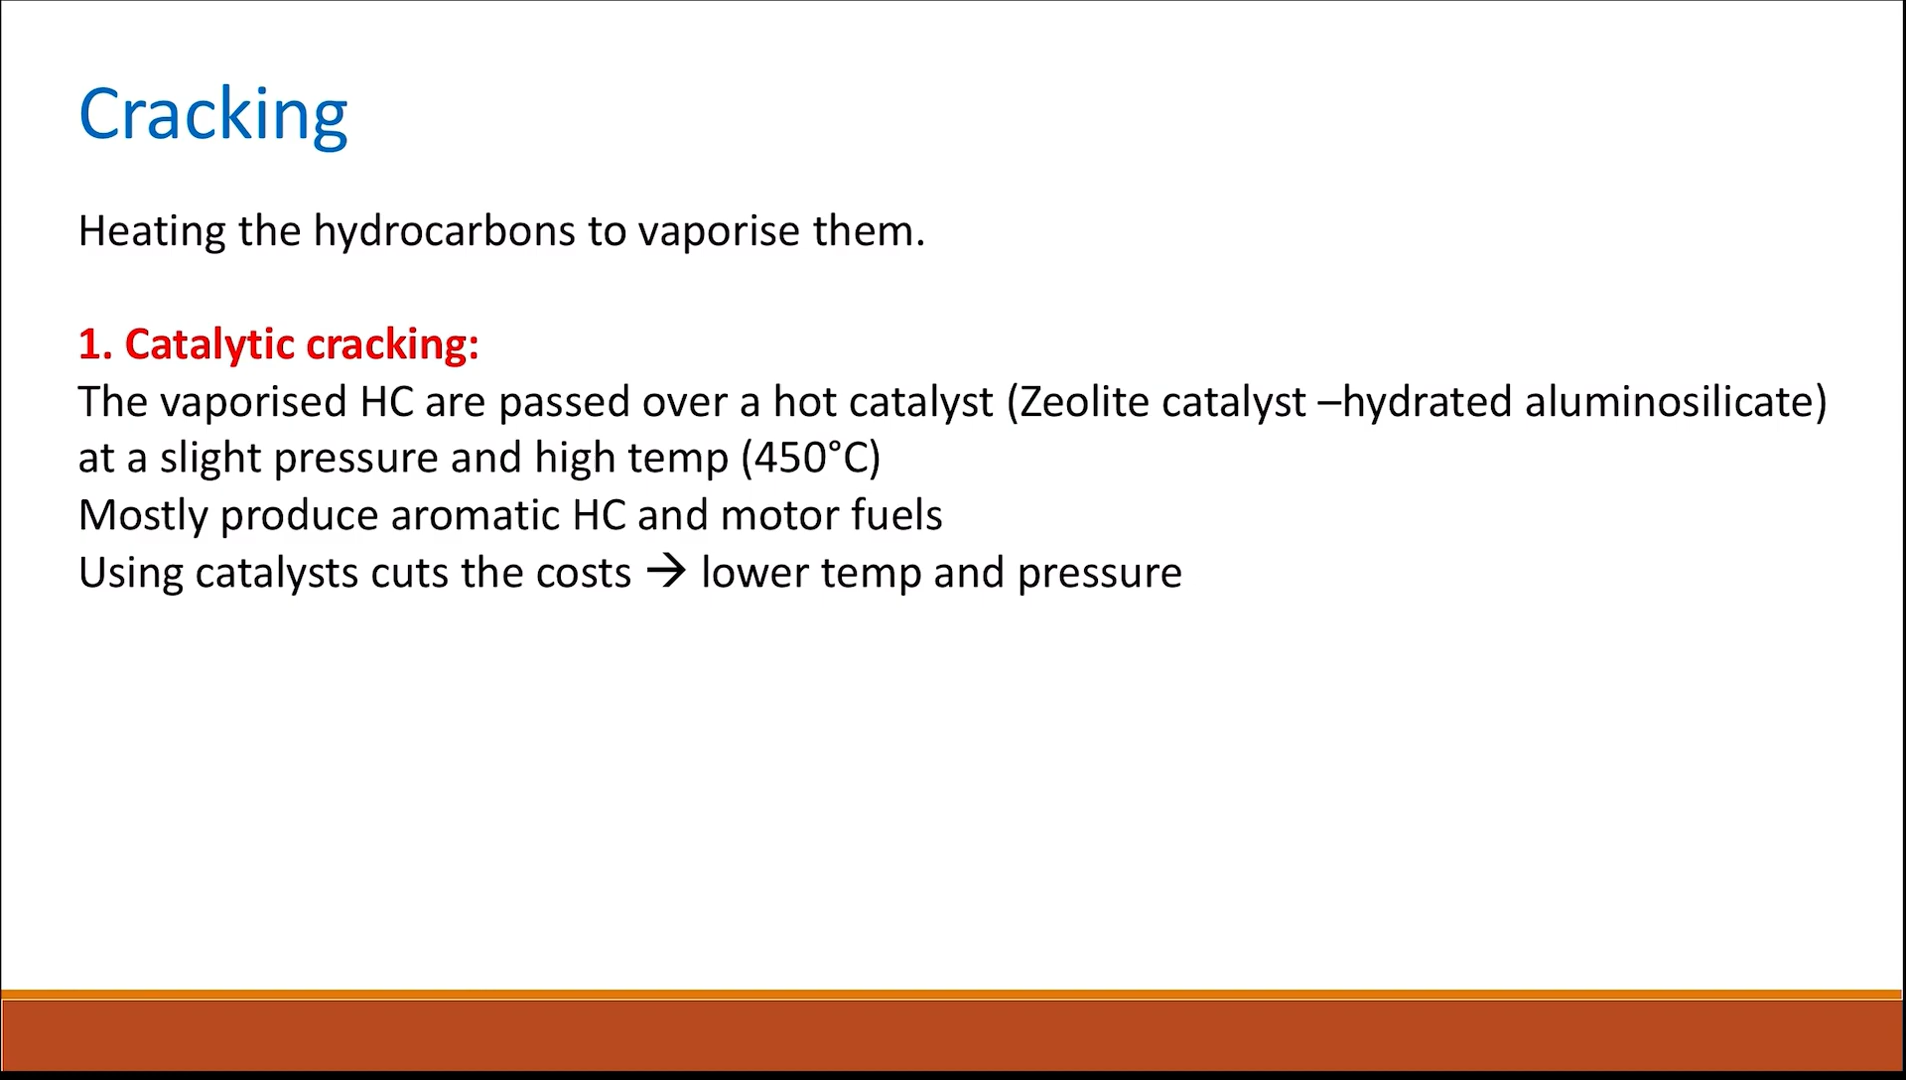 Cracking
Heating the hydrocarbons to vaporise them.
1. Catalytic cracking:
The vaporised HC are passed over a hot catalyst (Zeolite catalyst –hydrated aluminosilicate)
at a slight pressure and high temp (450°C)
Mostly produce aromatic HC and motor fuels
Using catalysts cuts the costs → lower temp and pressure